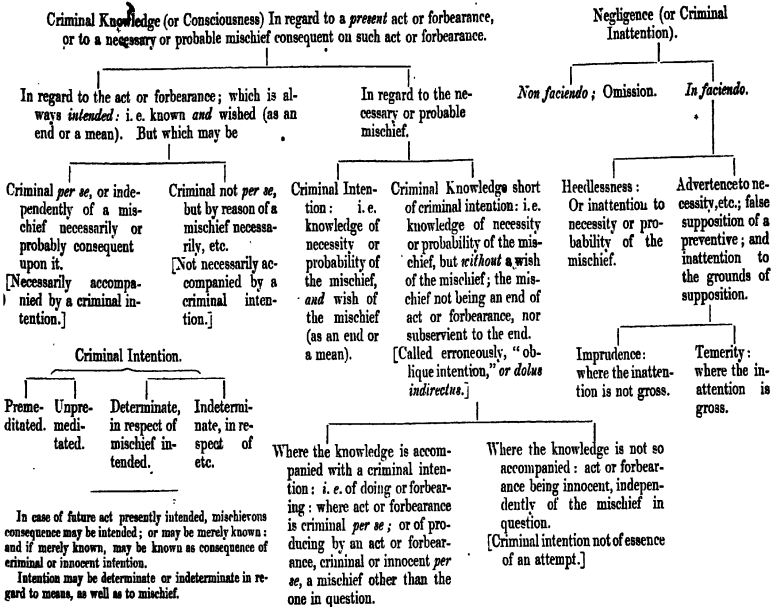 Criminal Knowledge (or Consciousness) In regard to a present act or forbearance,
or to a necessary or probable mischief consequent on such act or forbearance.
Negligence (or Criminal
Inattention).
In regard to the act or forbearance; which is al-
ways intended: i.e. known and wished (as an
end or a mean). But which may be
In regard to the ne-
cessary or probable
mischief.
Non faciendo; Omission.
In faciendo.
Criminal per se, or inde-
pendently of a mis-
chief necessarily or
probably consequent
upon it.
[Necessarily accompa-
nied by a criminal in-
tention.]
Criminal not per se,
but by reason of a
mischief necessa-
rily, etc.
[Not necessarily ac-
companied by a
criminal inten-
tion.]
Criminal Inten-
tion: i.e.
knowledge of
necessity or
probability of
the mischief,
and wish of
the mischief
(as an end or
a mean).
Criminal Knowledge short
of criminal intention: i.e.
knowledge of necessity
or probability of the mis-
chief, but without a wish
of the mischief; the mis-
chief not being an end of
act or forbearance, nor
subservient to the end.
[Called erroneously, "ob-
lique intention," or dolus
indirectus.]
Heedlessness:
Or inattention to
necessity or pro-
bability of the
mischief.
Advertence to ne-
cessity, etc.; false
supposition of a
preventive; and
inattention to
the grounds of
supposition.
Imprudence:
where the inatten-
tion is not gross.
Temerity:
where the in-
attention is
gross.
Criminal Intention.
Preme-
ditated.
Unpre-
medi-
tated.
Determinate,
in respect of
mischief in-
tended.
Indetermi-
nate, in re-
spect of
etc.
Where the knowledge is accom-
panied with a criminal inten-
tion: i.e. of doing or forbear-
ing: where act or forbearance
is criminal per se; or of pro-
ducing by an act or forbear-
ance, criminal or innocent per
se, a mischief other than the
one in question.
Where the knowledge is not so
accompanied: act or forbear-
ance being innocent, indepen-
dently of the mischief in
question.
[Criminal intention not of essence
of an attempt.]
In case of future act presently intended, mischievous
consequence may be intended; or may be merely known:
and if merely known, may be known as consequence of
criminal or innocent intention.
Intention may be determinate or indeterminate in re-
gard to means, as well as to mischief.